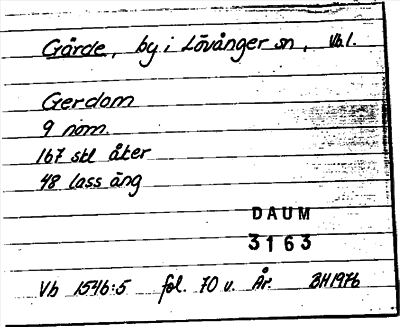 Gärde, by i Lövånger sn, Vb l.
Gerdom
9 nom.
167 stl åker
48 lass äng
DAUM
3163
Vb 1546:5 fol. 70 v. År. BH1976